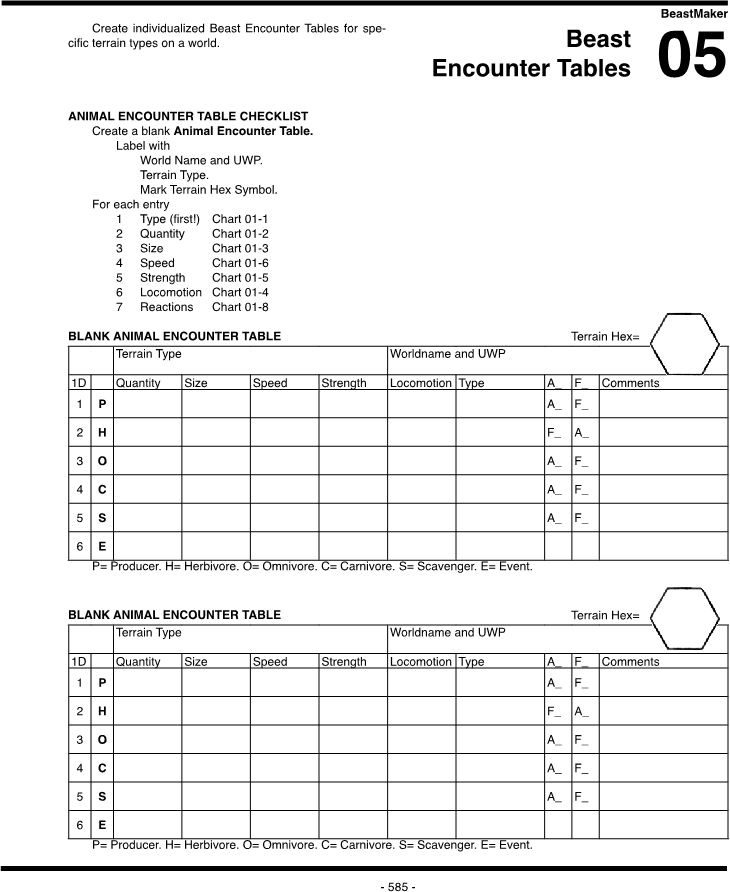 BeastMaker
Create individualized Beast Encounter Tables for spe-
cific terrain types on a world.
Beast
Encounter Tables
05
ANIMAL ENCOUNTER TABLE CHECKLIST
Create a blank Animal Encounter Table.
Label with
World Name and UWP.
Terrain Type.
Mark Terrain Hex Symbol.
For each entry
1 Type (first!) Chart 01-1
2 Quantity Chart 01-2
3 Size Chart 01-3
4 Speed Chart 01-6
5 Strength Chart 01-5
6 Locomotion Chart 01-4
7 Reactions Chart 01-8
BLANK ANIMAL ENCOUNTER TABLE Terrain Hex=
Terrain Type Worldname and UWP
1D Quantity Size Speed Strength Locomotion Type A_ F_ Comments
1 P A_ F_
2 H F_ A_
3 O A_ F_
4 C A_ F_
5 S A_ F_
6 E
P= Producer. H= Herbivore. O= Omnivore. C= Carnivore. S= Scavenger. E= Event.
BLANK ANIMAL ENCOUNTER TABLE Terrain Hex=
Terrain Type Worldname and UWP
1D Quantity Size Speed Strength Locomotion Type A_ F_ Comments
1 P A_ F_
2 H F_ A_
3 O A_ F_
4 C A_ F_
5 S A_ F_
6 E
P= Producer. H= Herbivore. O= Omnivore. C= Carnivore. S= Scavenger. E= Event.
- 585 -